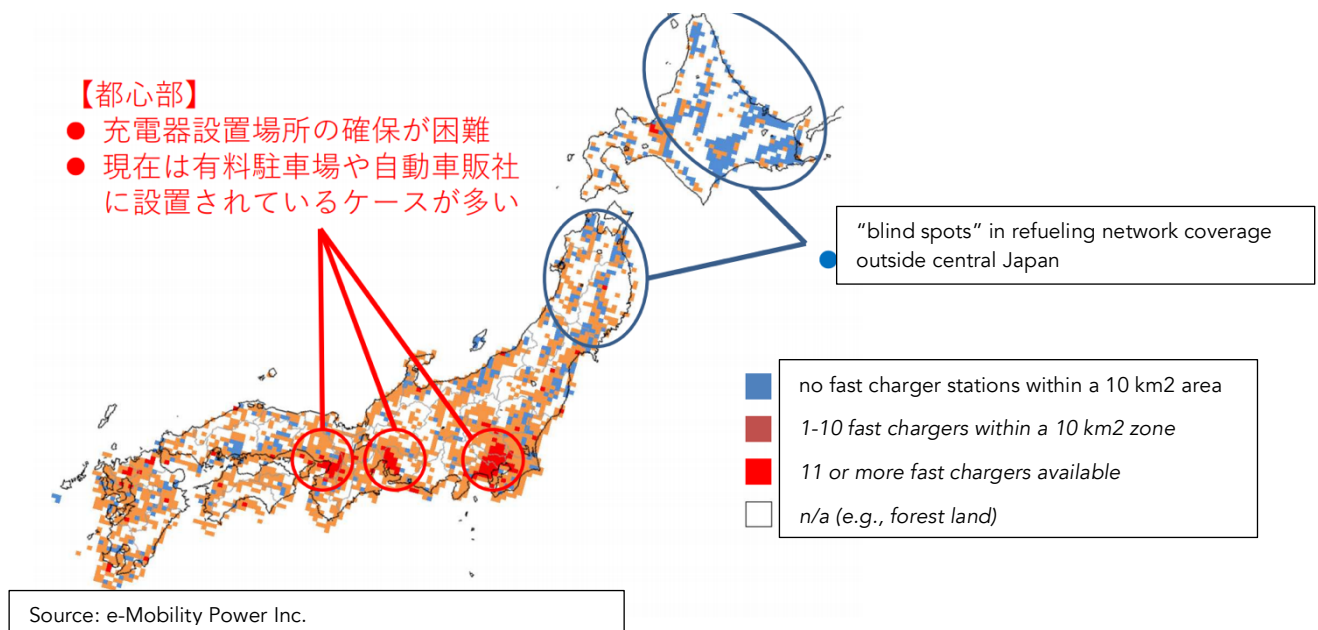 【都心部】
● 充電器設置場所の確保が困難
● 現在は有料駐車場や自動車販社
に設置されているケースが多い
“blind spots” in refueling network coverage
outside central Japan
no fast charger stations within a 10 km2 area
1-10 fast chargers within a 10 km2 zone
11 or more fast chargers available
n/a (e.g., forest land)
Source: e-Mobility Power Inc.